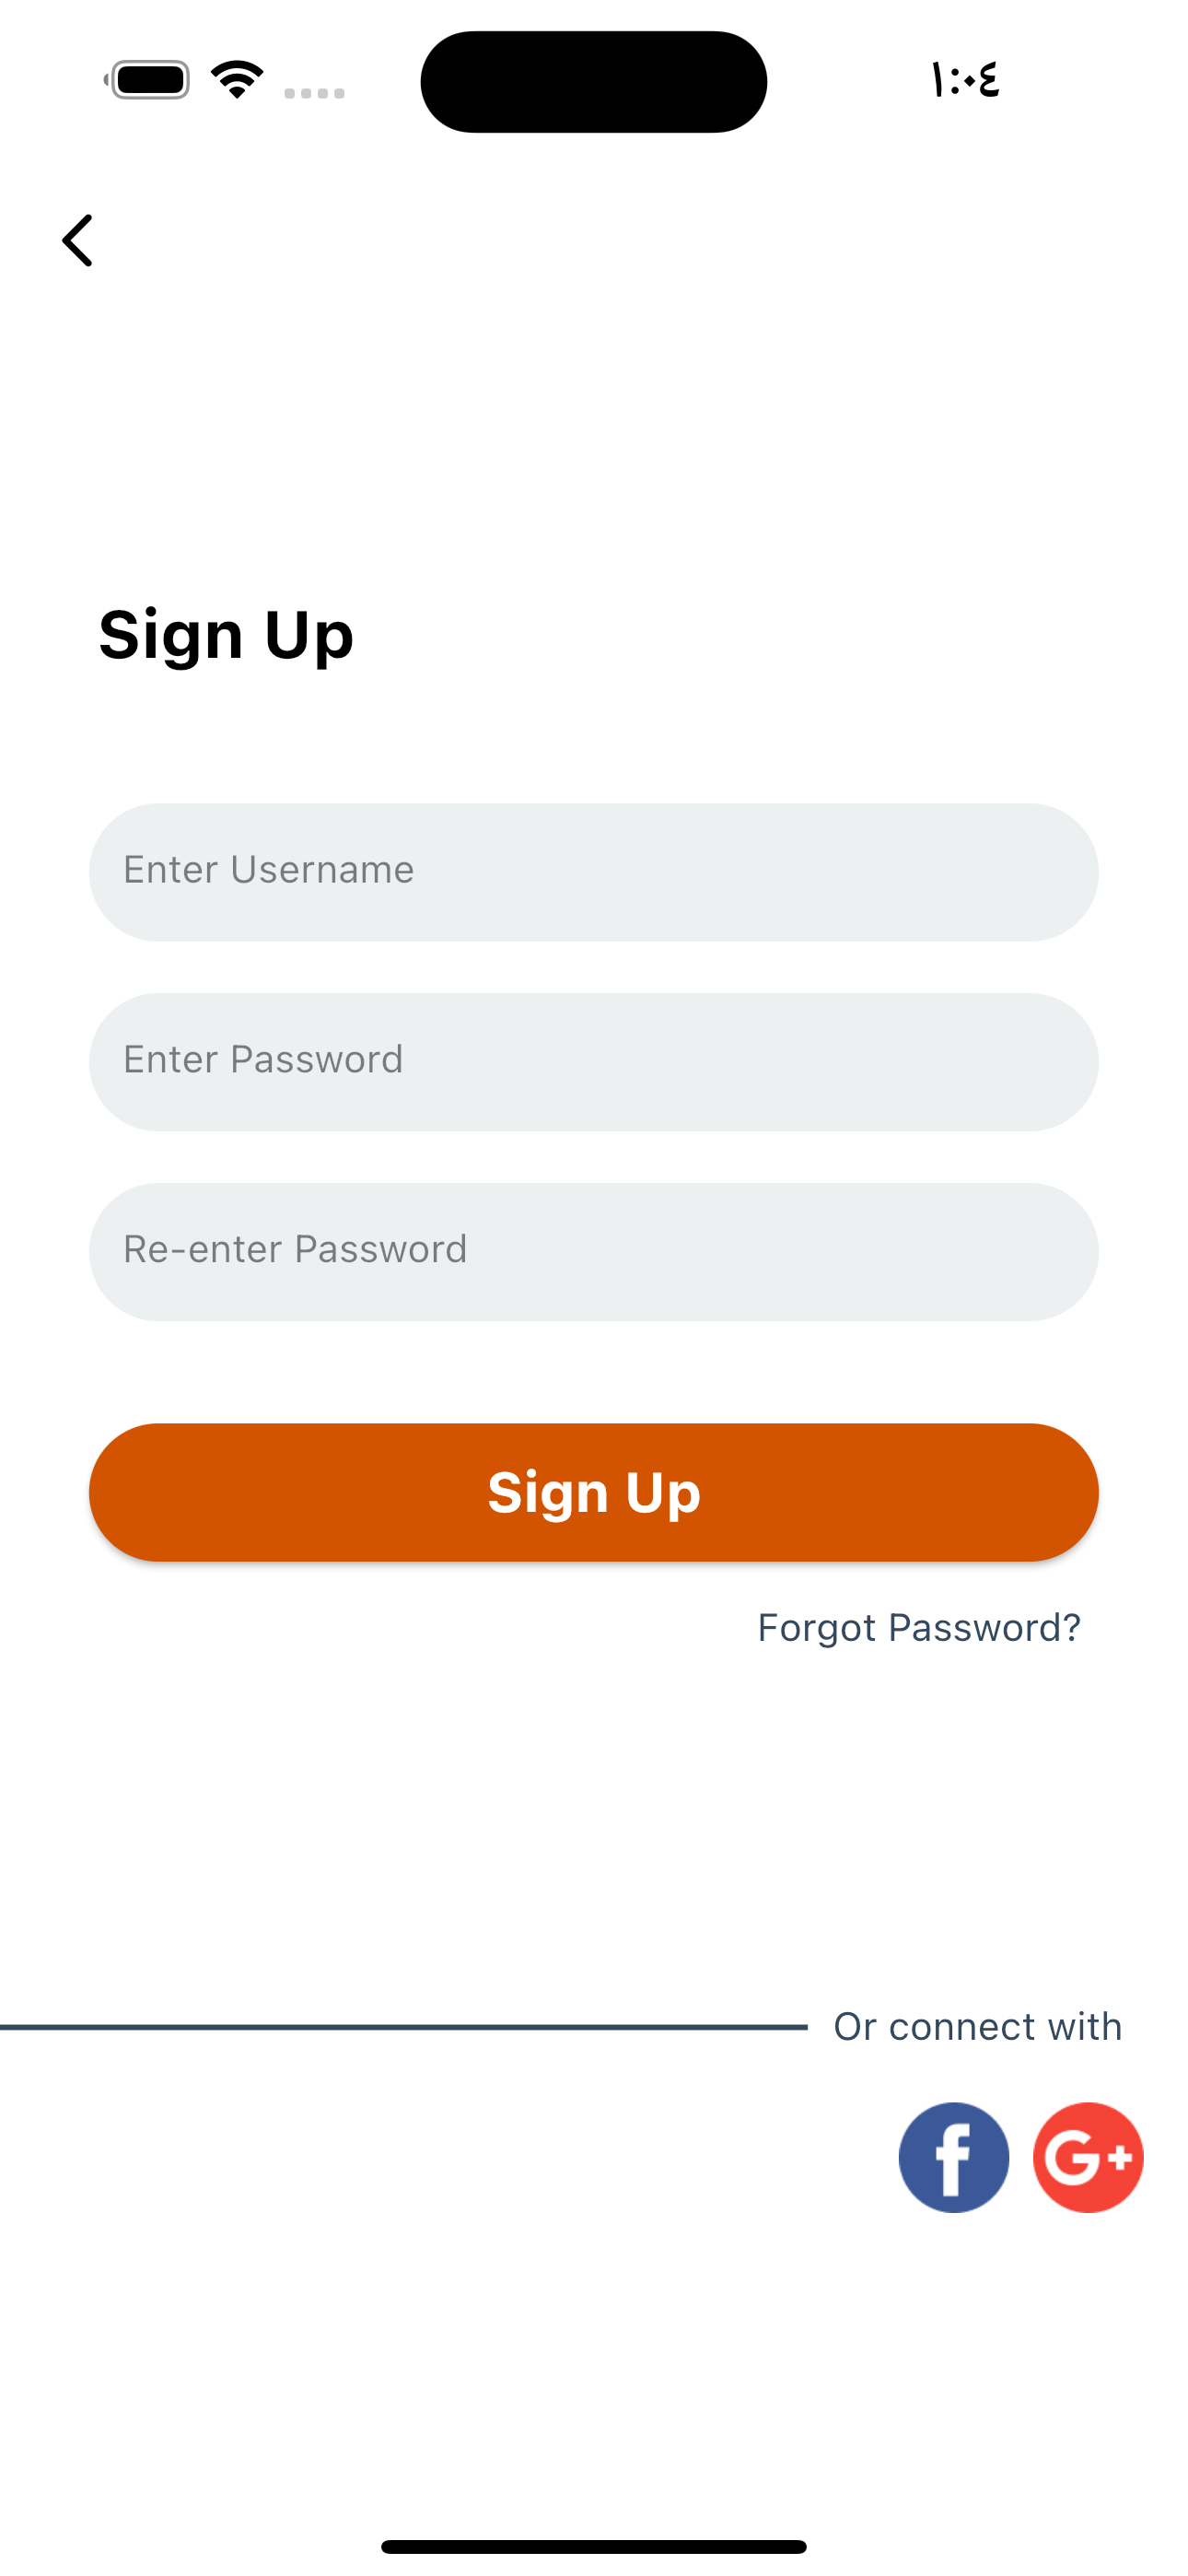 ١:٠٤
Sign Up
Enter Username
Enter Password
Re-enter Password
Sign Up
Forgot Password?
Or connect with
f G+